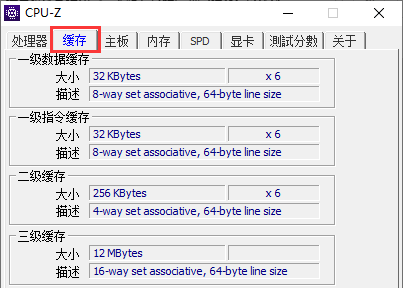 CPU-Z
处理器 缓存 主板 内存 SPD 显卡 測試分數 关于
一级数据缓存
大小 32 KBytes x 6
描述 8-way set associative, 64-byte line size
一级指令缓存
大小 32 KBytes x 6
描述 8-way set associative, 64-byte line size
二级缓存
大小 256 KBytes x 6
描述 4-way set associative, 64-byte line size
三级缓存
大小 12 MBytes
描述 16-way set associative, 64-byte line size